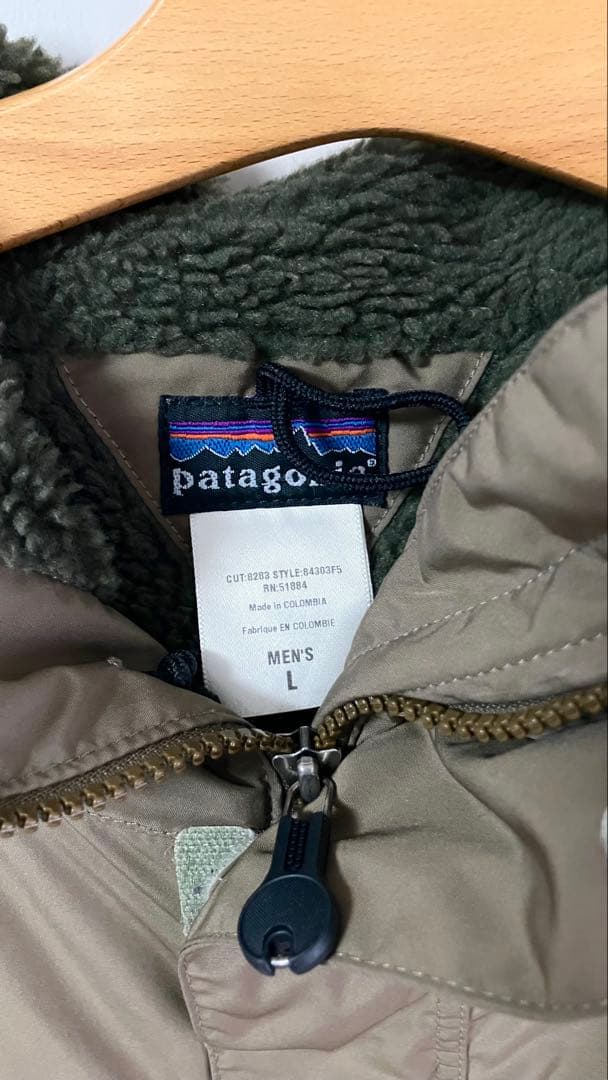 patagonia®
CUT:8283 STYLE:84303F5
RN:51884
Made in COLOMBIA
Fabriqué EN COLOMBIE
MEN'S
L